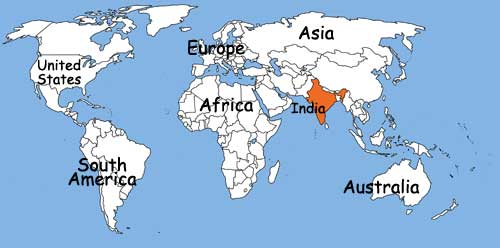 Asia
Europe
United
States
Africa
India
South
America
Australia